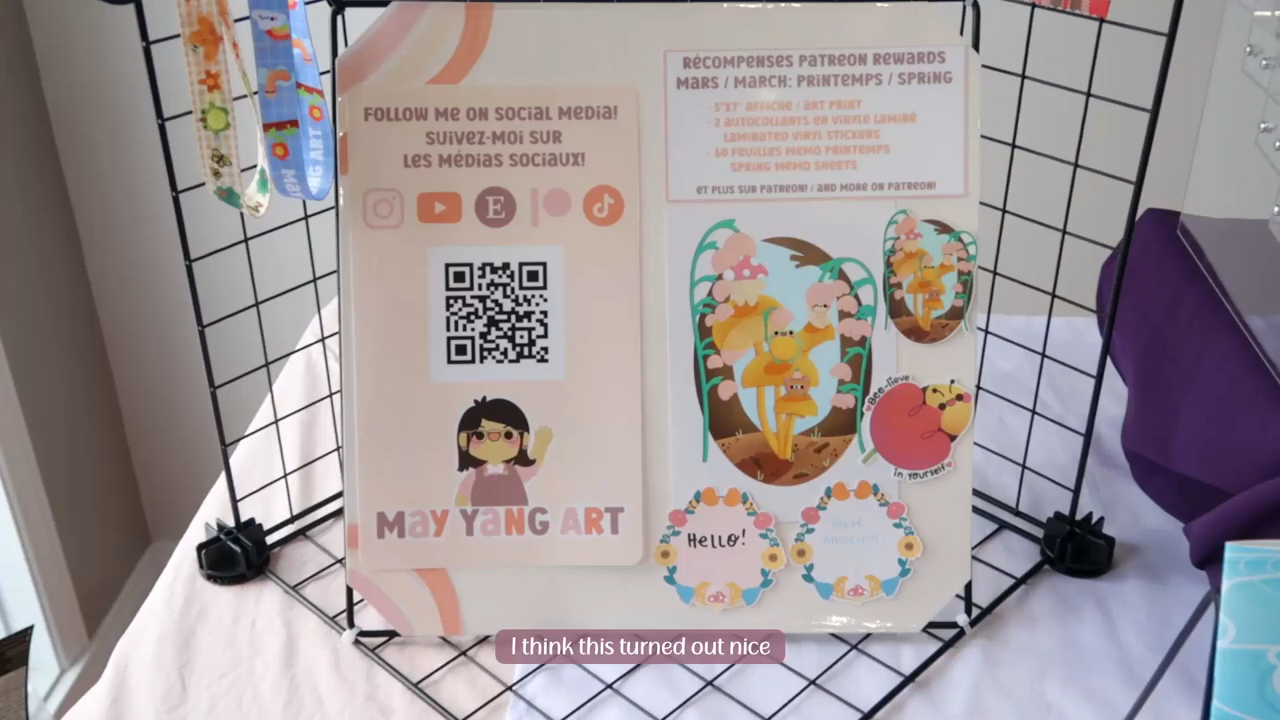 FOLLOW ME ON SOCIAL MEDIA!
SUIVEZ-MOI SUR
LES MÉDIAS SOCIAUX!
E
MAY YANG ART
RÉCOMPENSES PATREON REWARDS
MARS / MARCH: PRINTEMPS / SPRING
· 5"X7" AFFICHE / ART PRINT
· 2 AUTOCOLLANTS EN VINYLE LAMINÉ
LAMINATED VINYL STICKERS
· 60 FEUILLES MEMO PRINTEMPS
SPRING MEMO SHEETS
ET PLUS SUR PATREON! / AND MORE ON PATREON!
Bee-lieve
in yourself
Hello!
You're
amazing!
YANG ART
I think this turned out nice